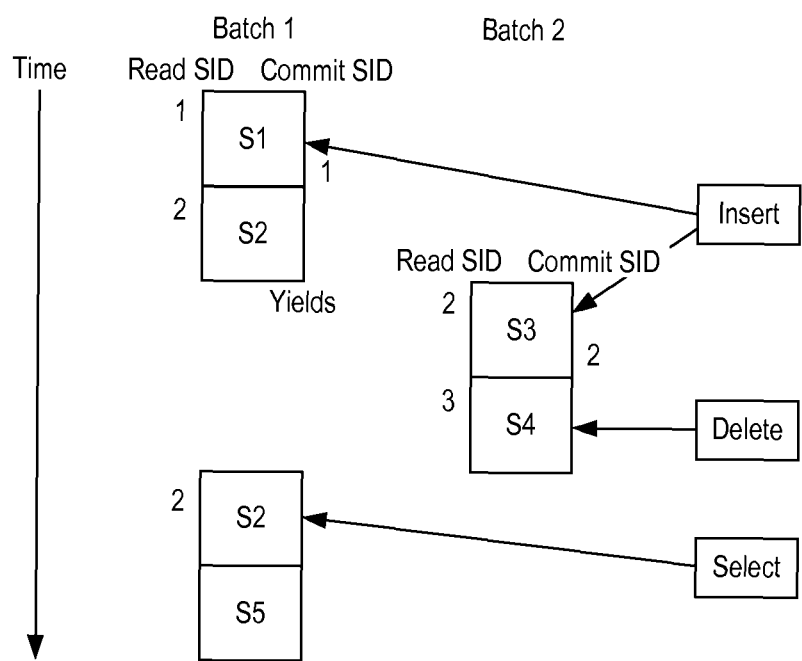 Batch 1 Batch 2
Time Read SID Commit SID
1 S1
1
2 S2 Insert
Read SID Commit SID
Yields 2 S3
2
3 S4 Delete
2 S2
Select
S5